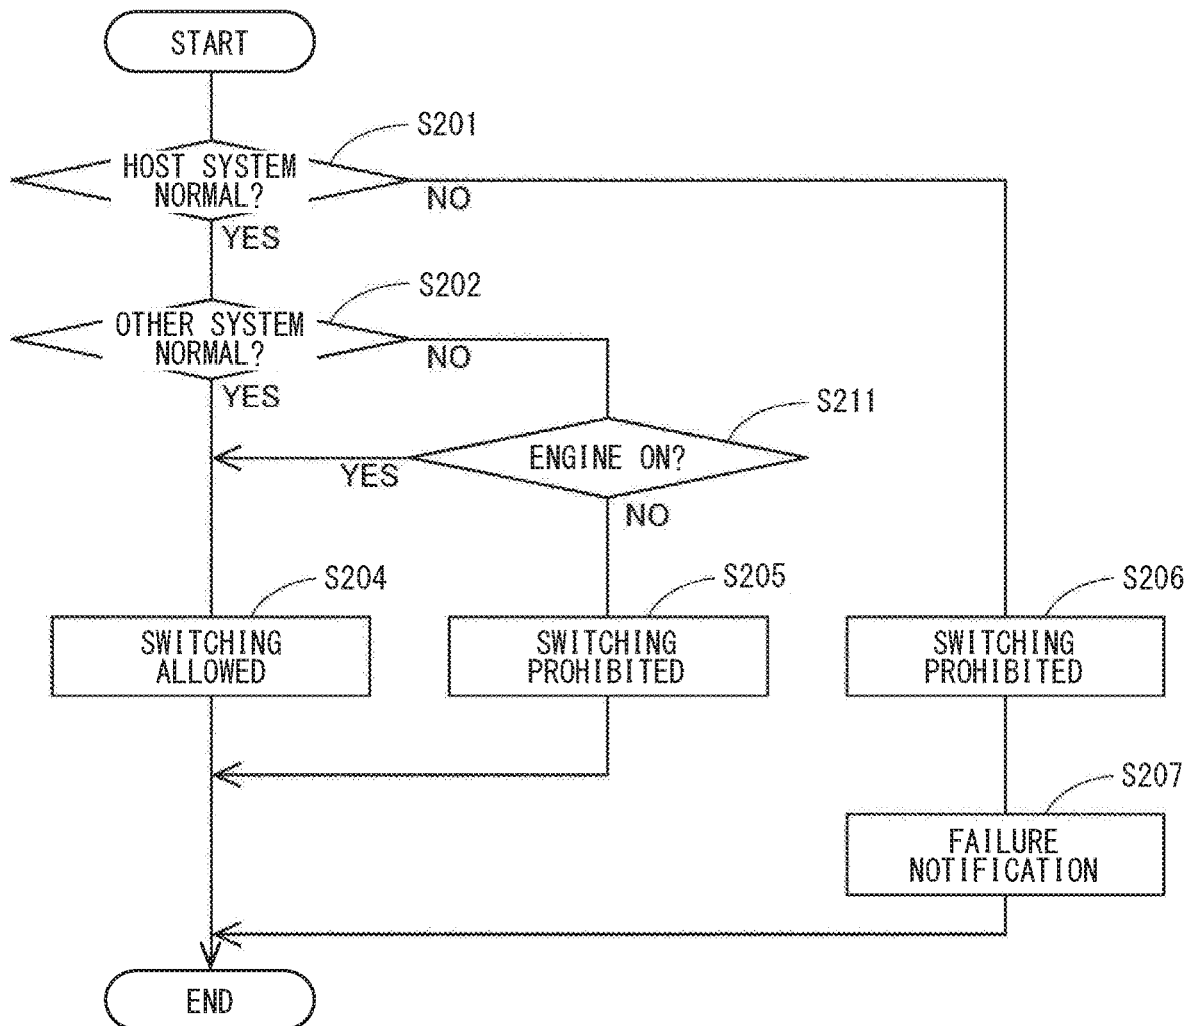 START
S201
HOST SYSTEM
NORMAL?
NO
YES
S202
OTHER SYSTEM
NORMAL?
NO
YES
S211
ENGINE ON?
YES
NO
S204
SWITCHING
ALLOWED
S205
SWITCHING
PROHIBITED
S206
SWITCHING
PROHIBITED
S207
FAILURE
NOTIFICATION
END